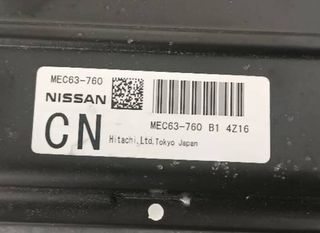 MEC63-760
NISSAN
CN
MEC63-760 B1 4Z16
Hitachi,Ltd.Tokyo Japan